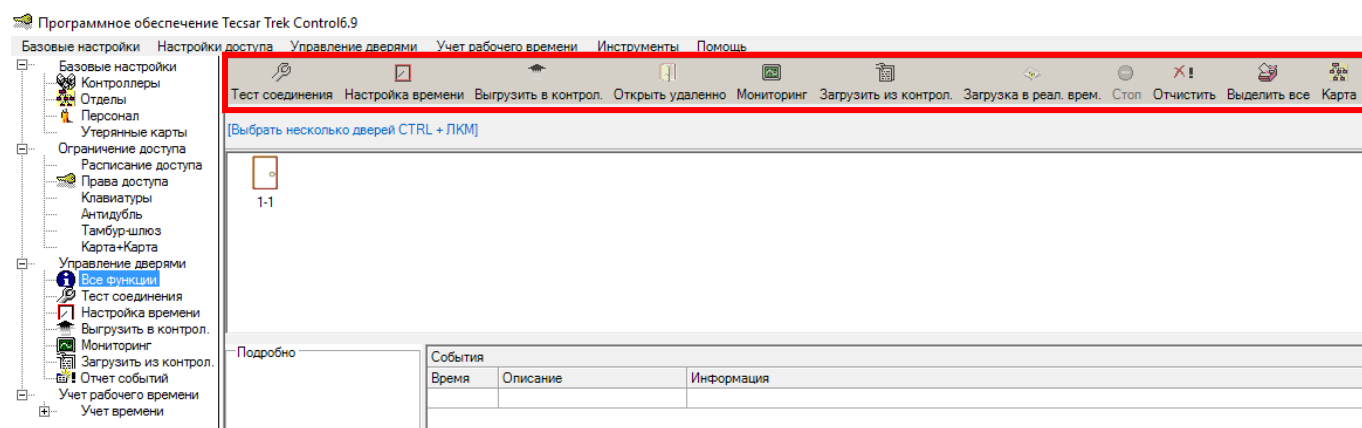 Программное обеспечение Tecsar Trek Control6.9
Базовые настройки Настройки доступа Управление дверями Учет рабочего времени Инструменты Помощь
Тест соединения Настройка времени Выгрузить в контрол. Открыть удаленно Мониторинг Загрузить из контрол. Загрузка в реал. врем. Стоп Отчистить Выделить все Карта
Базовые настройки
Контроллеры
Отделы
Персонал
Утерянные карты
Ограничение доступа
Расписание доступа
Права доступа
Клавиатуры
Антидубль
Тамбур-шлюз
Карта+Карта
Управление дверями
Все функции
Тест соединения
Настройка времени
Выгрузить в контрол.
Мониторинг
Загрузить из контрол.
Отчет событий
Учет рабочего времени
Учет времени
[Выбрать несколько дверей CTRL + ЛКМ]
1-1
Подробно
События
Время Описание Информация